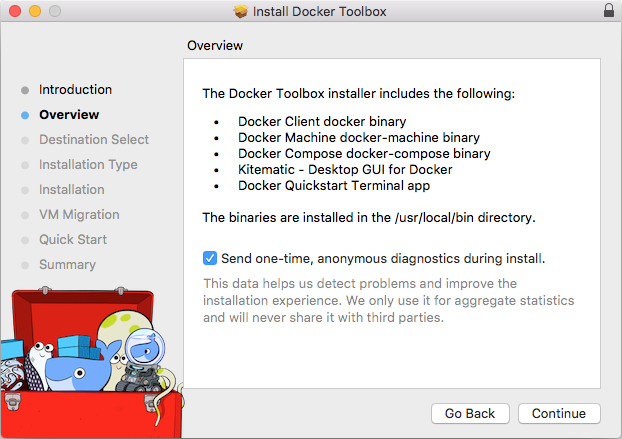 Install Docker Toolbox
Overview
Introduction
Overview
Destination Select
Installation Type
Installation
VM Migration
Quick Start
Summary
The Docker Toolbox installer includes the following:
• Docker Client docker binary
• Docker Machine docker-machine binary
• Docker Compose docker-compose binary
• Kitematic - Desktop GUI for Docker
• Docker Quickstart Terminal app
The binaries are installed in the /usr/local/bin directory.
Send one-time, anonymous diagnostics during install.
This data helps us detect problems and improve the
installation experience. We only use it for aggregate statistics
and will never share it with third parties.
Go Back
Continue